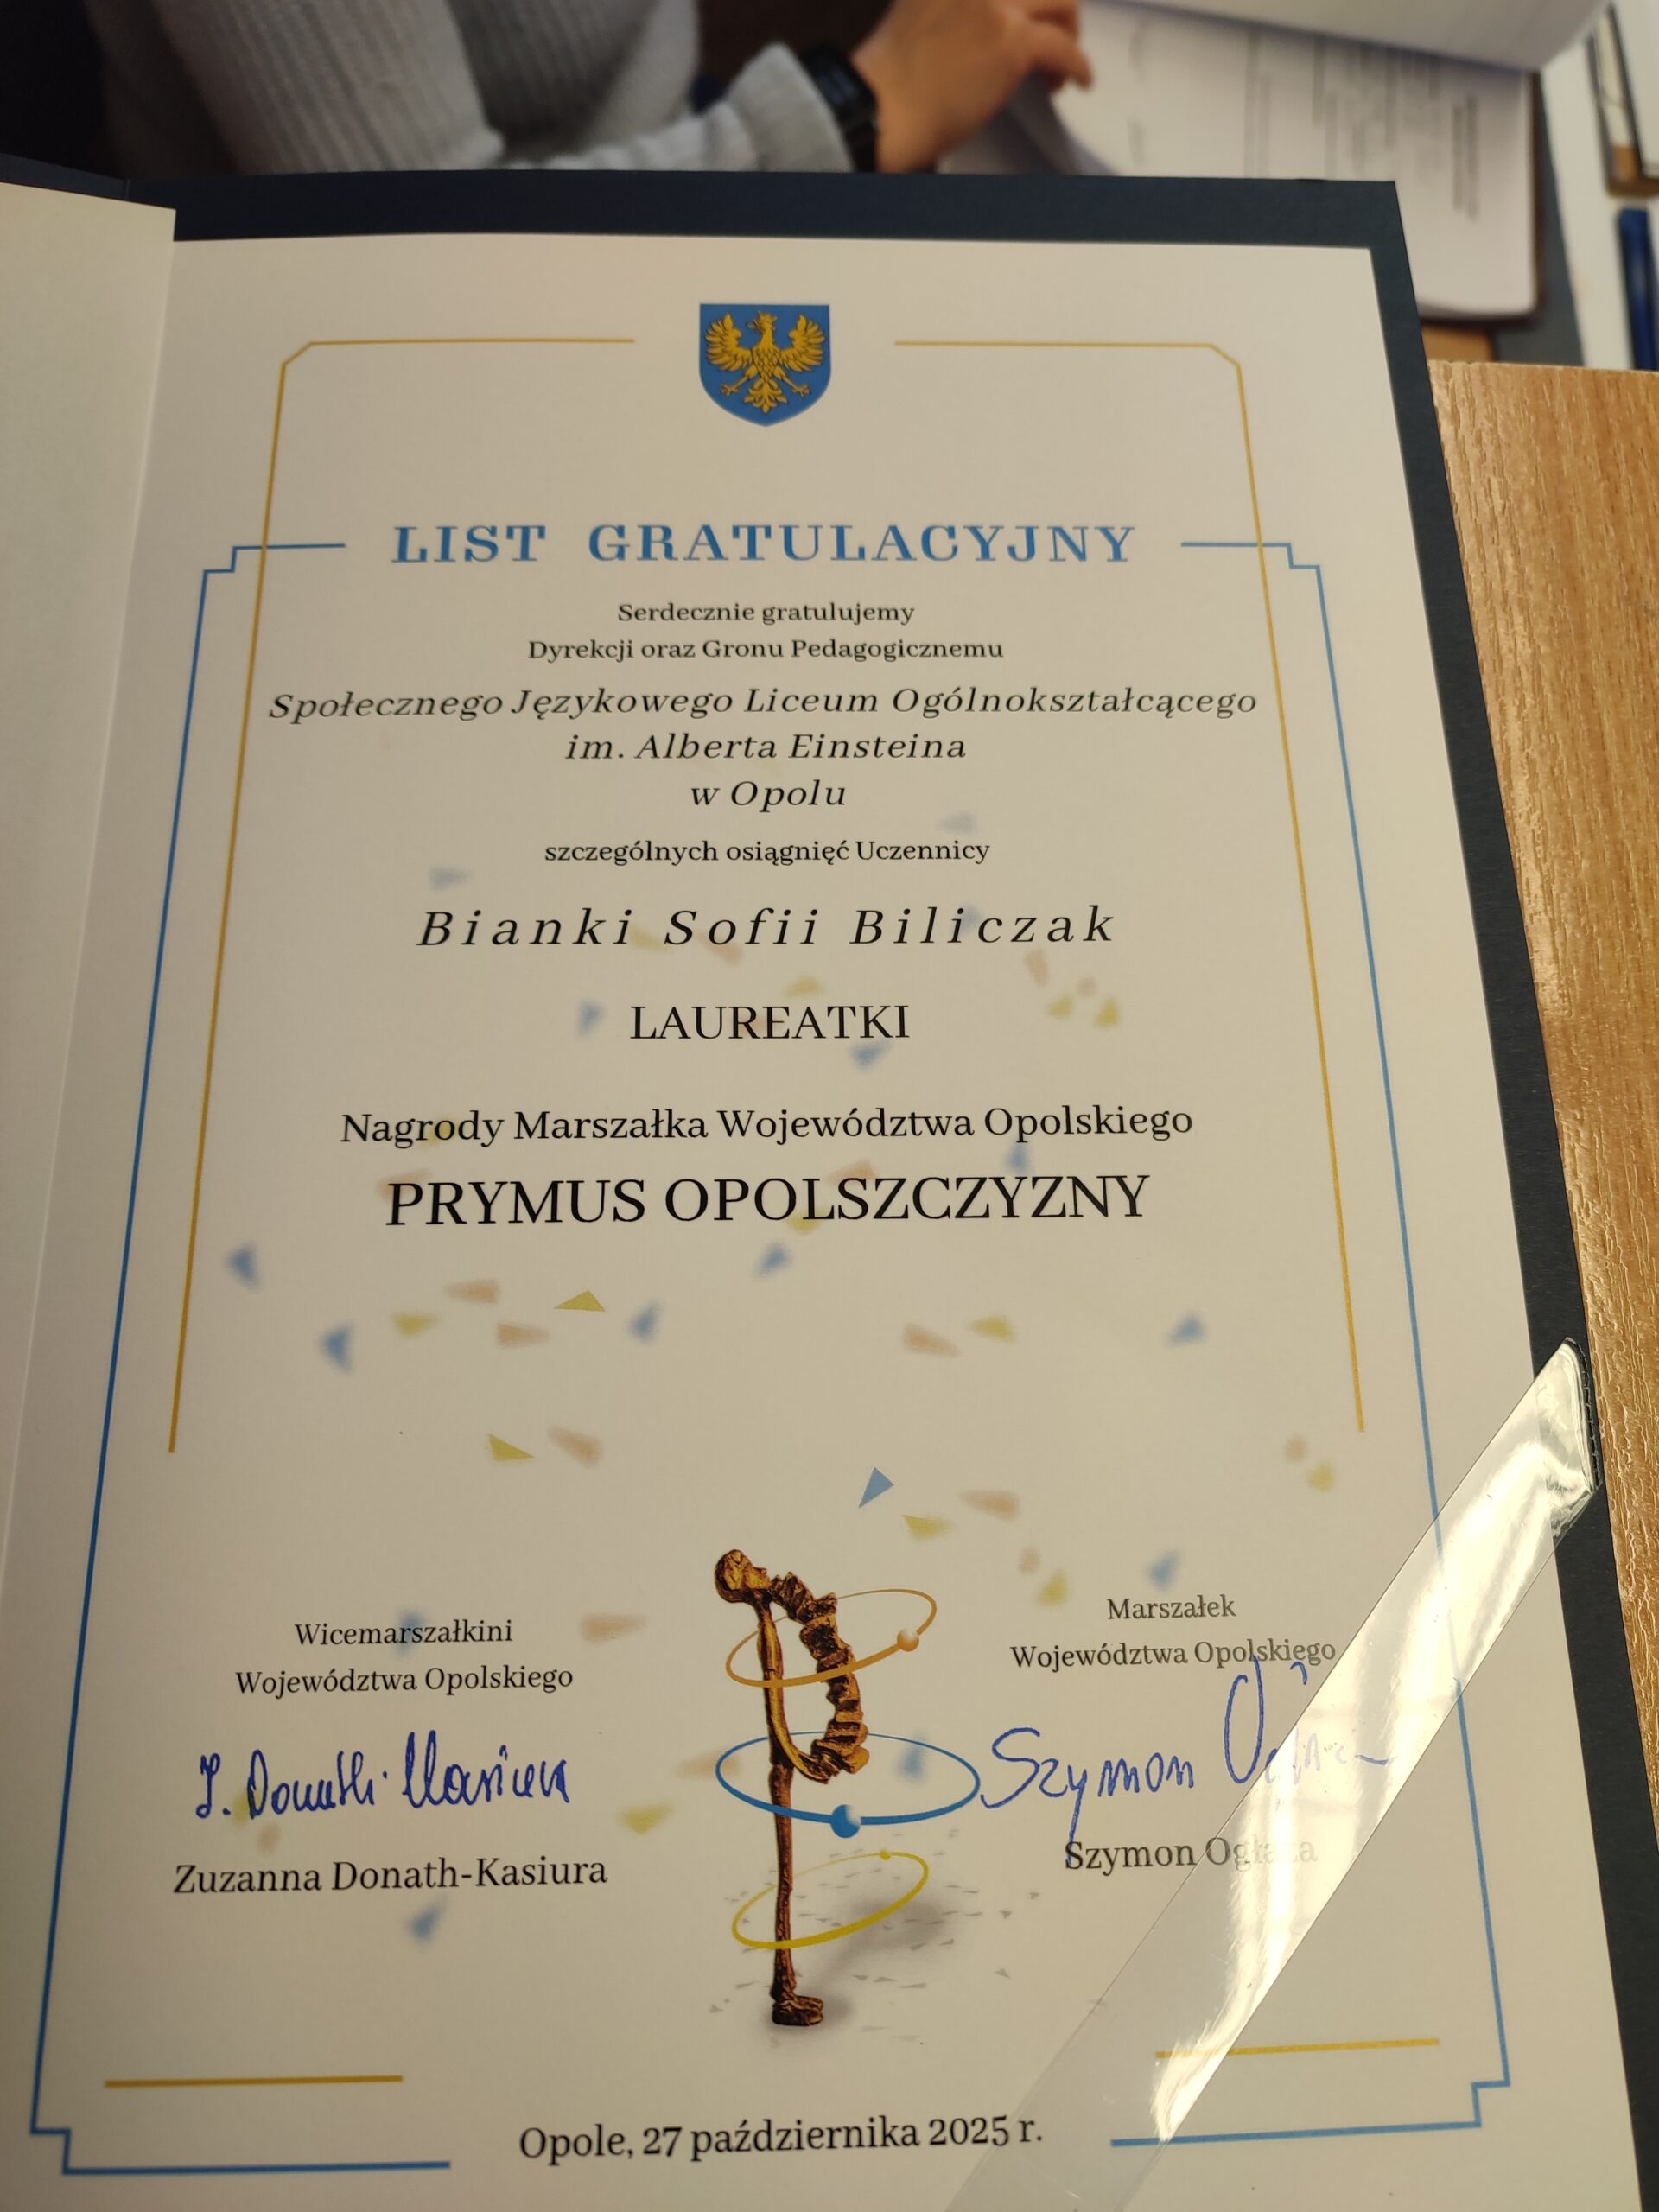 LIST GRATULACYJNY
Serdecznie gratulujemy
Dyrekcji oraz Gronu Pedagogicznemu
Społecznego Językowego Liceum Ogólnokształcącego
im. Alberta Einsteina
w Opolu
szczególnych osiągnięć Uczennicy
Bianki Sofii Biliczak
LAUREATKI
Nagrody Marszałka Województwa Opolskiego
PRYMUS OPOLSZCZYZNY
Wicemarszałkini
Województwa Opolskiego
Zuzanna Donath-Kasiura
Marszałek
Województwa Opolskiego
Szymon
Szymon Ogłaza
Opole, 27 października 2025 r.